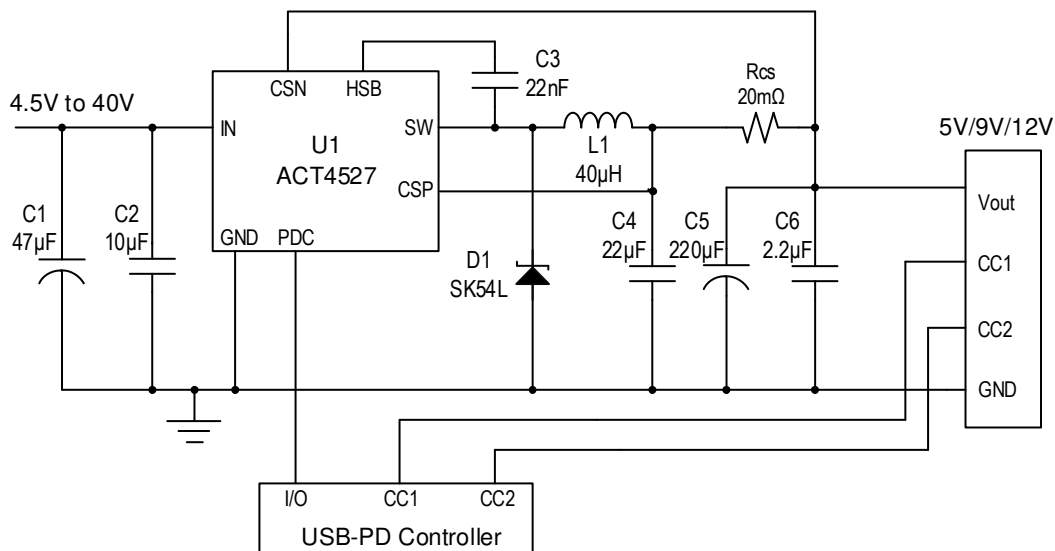 4.5V to 40V
CSN
HSB
C3
22nF
Rcs
20mΩ
5V/9V/12V
IN
U1
ACT4527
SW
CSP
GND
PDC
L1
40µH
C1
47µF
C2
10µF
D1
SK54L
C4
22µF
C5
220µF
C6
2.2µF
Vout
CC1
CC2
GND
I/O
CC1
CC2
USB-PD Controller